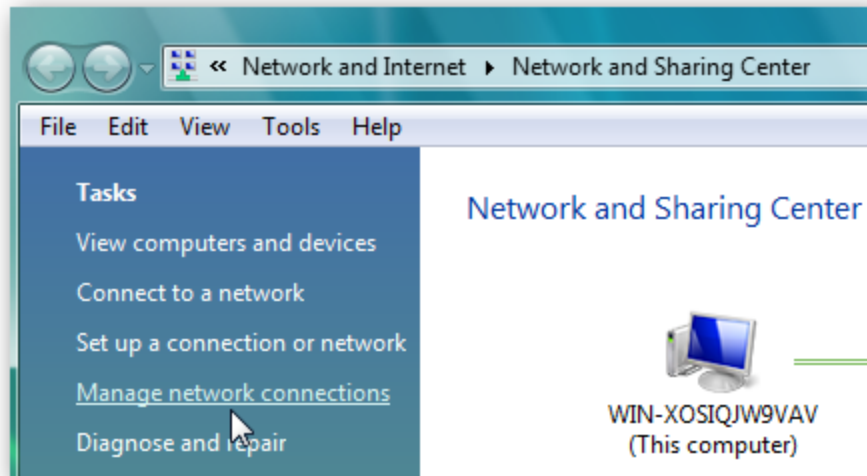 « Network and Internet ▸ Network and Sharing Center
File Edit View Tools Help
Tasks
View computers and devices
Connect to a network
Set up a connection or network
Manage network connections
Diagnose and repair
Network and Sharing Center
WIN-XOSIQJW9VAV
(This computer)